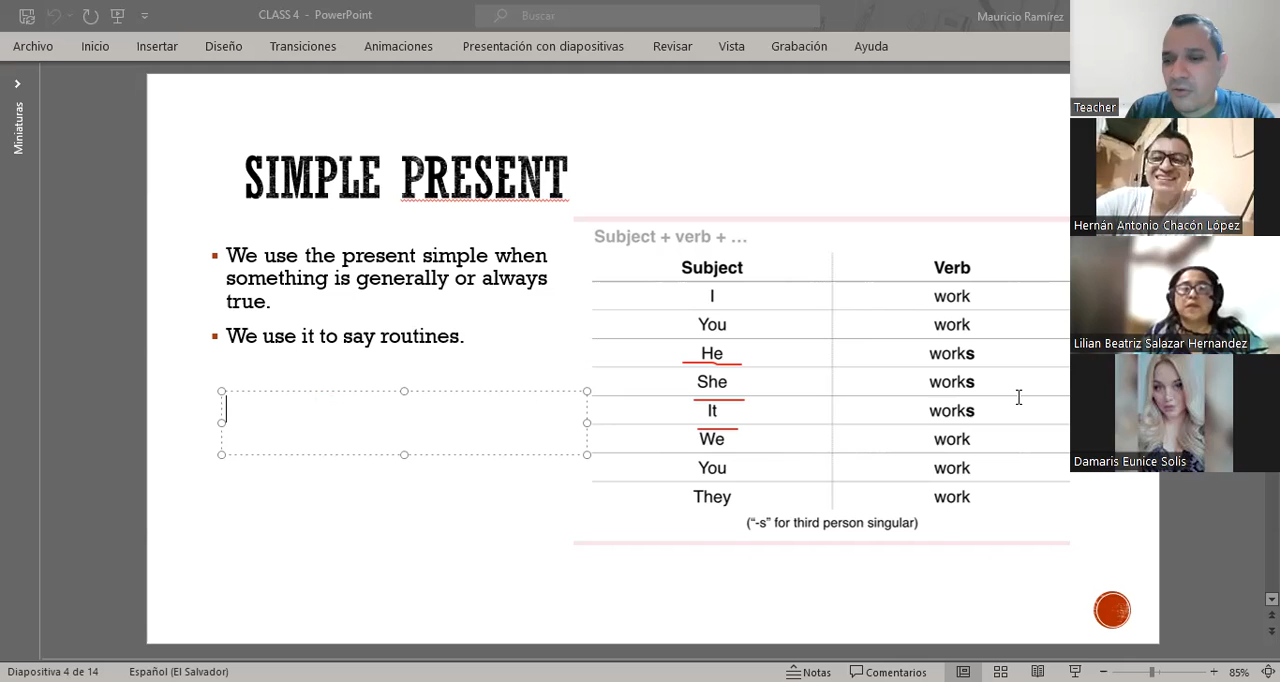 CLASS 4 - PowerPoint
Buscar
Mauricio Ramírez
Archivo Inicio Insertar Diseño Transiciones Animaciones Presentación con diapositivas Revisar Vista Grabación Ayuda
Miniaturas
SIMPLE PRESENT
We use the present simple when
something is generally or always
true.
We use it to say routines.
Subject + verb + ...
Subject Verb
I work
You work
He works
She works
It works
We work
You work
They work
("-s" for third person singular)
Teacher
Hernán Antonio Chacón López
Lilian Beatriz Salazar Hernandez
Damaris Eunice Solis
Diapositiva 4 de 14 Español (El Salvador) Notas Comentarios 85%